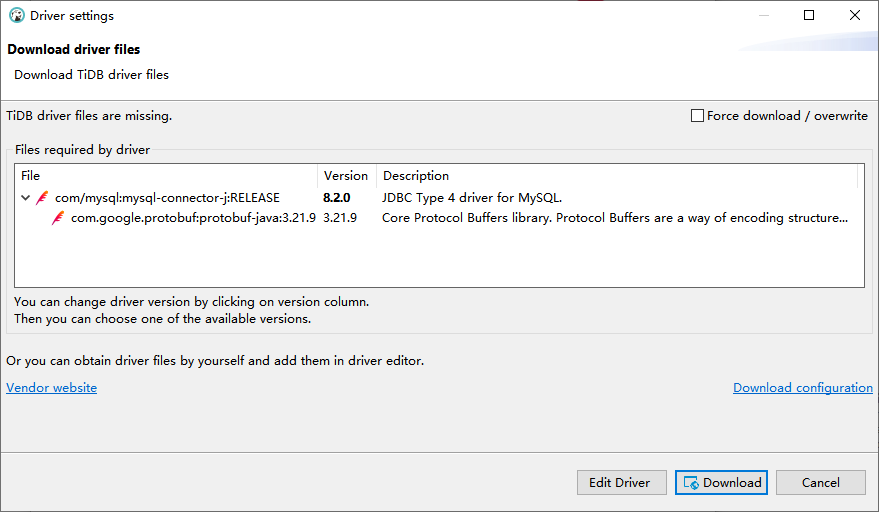 Driver settings
Download driver files
Download TiDB driver files
TiDB driver files are missing.
Force download / overwrite
Files required by driver
File Version Description
com/mysql:mysql-connector-j:RELEASE 8.2.0 JDBC Type 4 driver for MySQL.
com.google.protobuf:protobuf-java:3.21.9 3.21.9 Core Protocol Buffers library. Protocol Buffers are a way of encoding structure...
You can change driver version by clicking on version column.
Then you can choose one of the available versions.
Or you can obtain driver files by yourself and add them in driver editor.
Vendor website Download configuration
Edit Driver Download Cancel